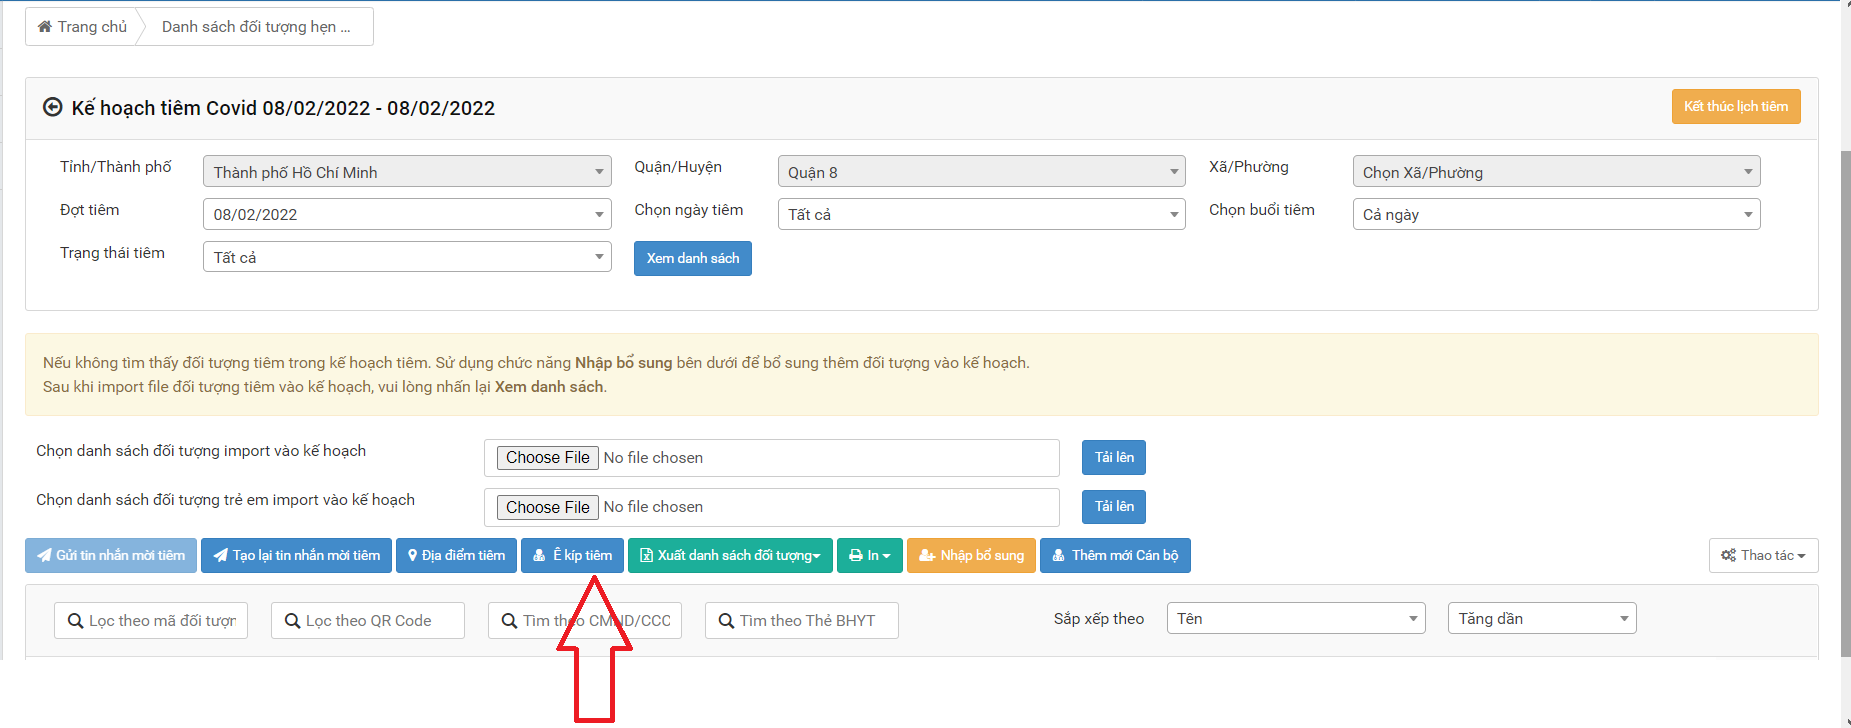 Trang chủ Danh sách đối tượng hẹn ...
Kế hoạch tiêm Covid 08/02/2022 - 08/02/2022 Kết thúc lịch tiêm
Tỉnh/Thành phố Thành phố Hồ Chí Minh Quận/Huyện Quận 8 Xã/Phường Chọn Xã/Phường
Đợt tiêm 08/02/2022 Chọn ngày tiêm Tất cả Chọn buổi tiêm Cả ngày
Trạng thái tiêm Tất cả Xem danh sách
Nếu không tìm thấy đối tượng tiêm trong kế hoạch tiêm. Sử dụng chức năng Nhập bổ sung bên dưới để bổ sung thêm đối tượng vào kế hoạch.
Sau khi import file đối tượng tiêm vào kế hoạch, vui lòng nhấn lại Xem danh sách.
Chọn danh sách đối tượng import vào kế hoạch Choose File No file chosen Tải lên
Chọn danh sách đối tượng trẻ em import vào kế hoạch Choose File No file chosen Tải lên
Gửi tin nhắn mời tiêm Tạo lại tin nhắn mời tiêm Địa điểm tiêm Ê kíp tiêm Xuất danh sách đối tượng In Nhập bổ sung Thêm mới Cán bộ Thao tác
Lọc theo mã đối tượn Lọc theo QR Code Tìm theo CMND/CCC Tìm theo Thẻ BHYT Sắp xếp theo Tên Tăng dần